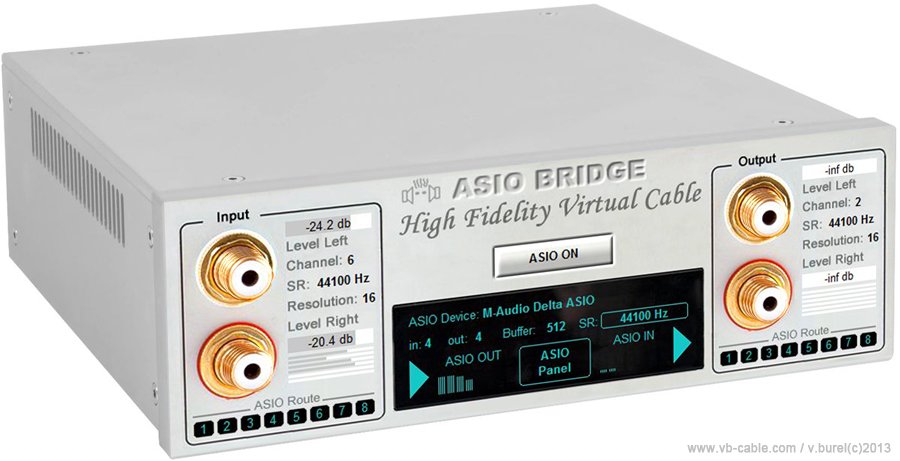 ASIO BRIDGE
High Fidelity Virtual Cable
ASIO ON
Input
-24.2 db
Level Left
Channel: 6
SR: 44100 Hz
Resolution: 16
Level Right
-20.4 db
ASIO Route
1 2 3 4 5 6 7 8
ASIO Device: M-Audio Delta ASIO
in: 4 out: 4 Buffer: 512 SR: 44100 Hz
ASIO OUT
ASIO
Panel
ASIO IN
Output
-inf db
Level Left
Channel: 2
SR: 44100 Hz
Resolution: 16
Level Right
-inf db
ASIO Route
1 2 3 4 5 6 7 8
www.vb-cable.com / v.burel(c)2013